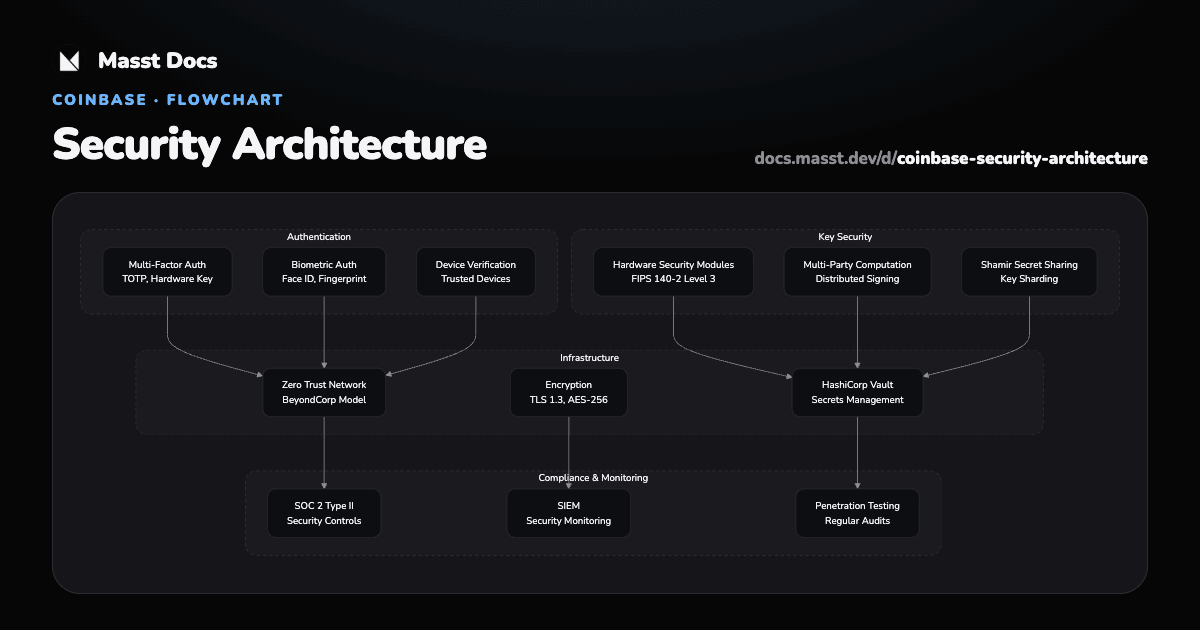 Masst Docs
COINBASE · FLOWCHART
Security Architecture
docs.masst.dev/d/coinbase-security-architecture
Authentication
Multi-Factor Auth
TOTP, Hardware Key
Biometric Auth
Face ID, Fingerprint
Device Verification
Trusted Devices
Key Security
Hardware Security Modules
FIPS 140-2 Level 3
Multi-Party Computation
Distributed Signing
Shamir Secret Sharing
Key Sharding
Infrastructure
Zero Trust Network
BeyondCorp Model
Encryption
TLS 1.3, AES-256
HashiCorp Vault
Secrets Management
Compliance & Monitoring
SOC 2 Type II
Security Controls
SIEM
Security Monitoring
Penetration Testing
Regular Audits